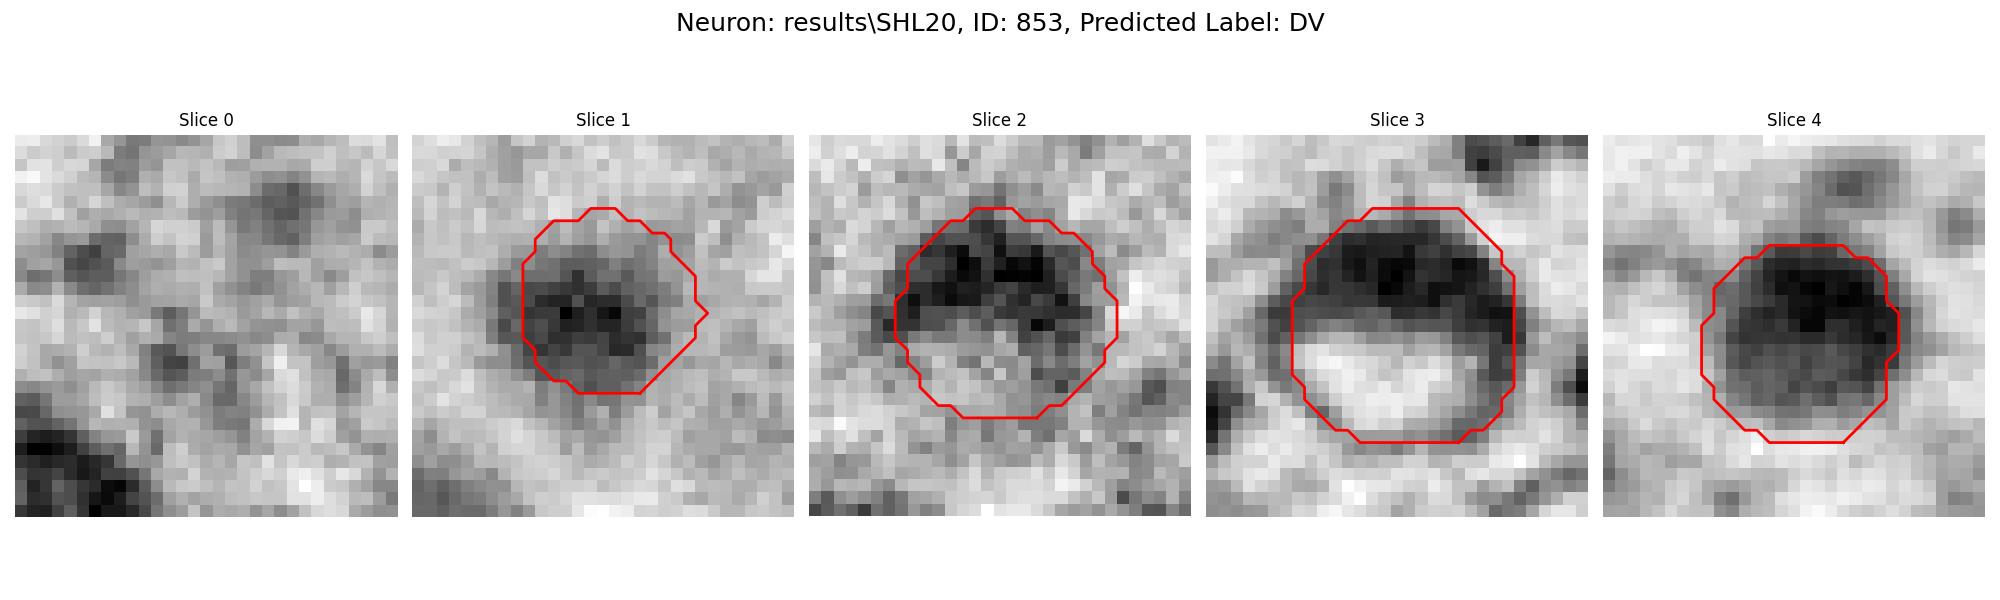 Neuron: results\SHL20, ID: 853, Predicted Label: DV
Slice 0
Slice 1
Slice 2
Slice 3
Slice 4